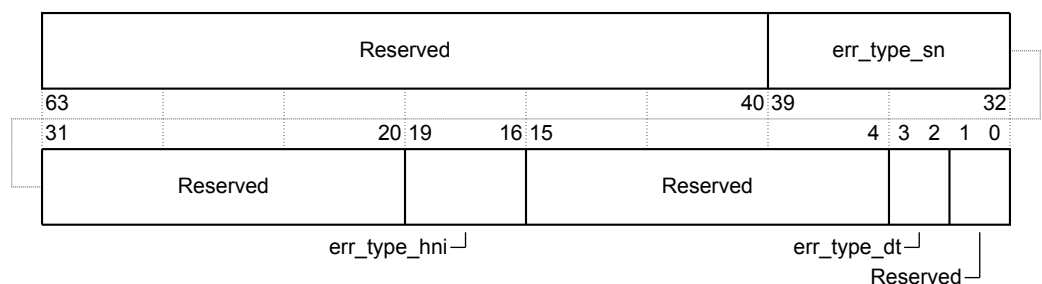 Reserved err_type_sn
63 40 39 32
31 20 19 16 15 4 3 2 1 0
Reserved Reserved
err_type_hni err_type_dt
Reserved